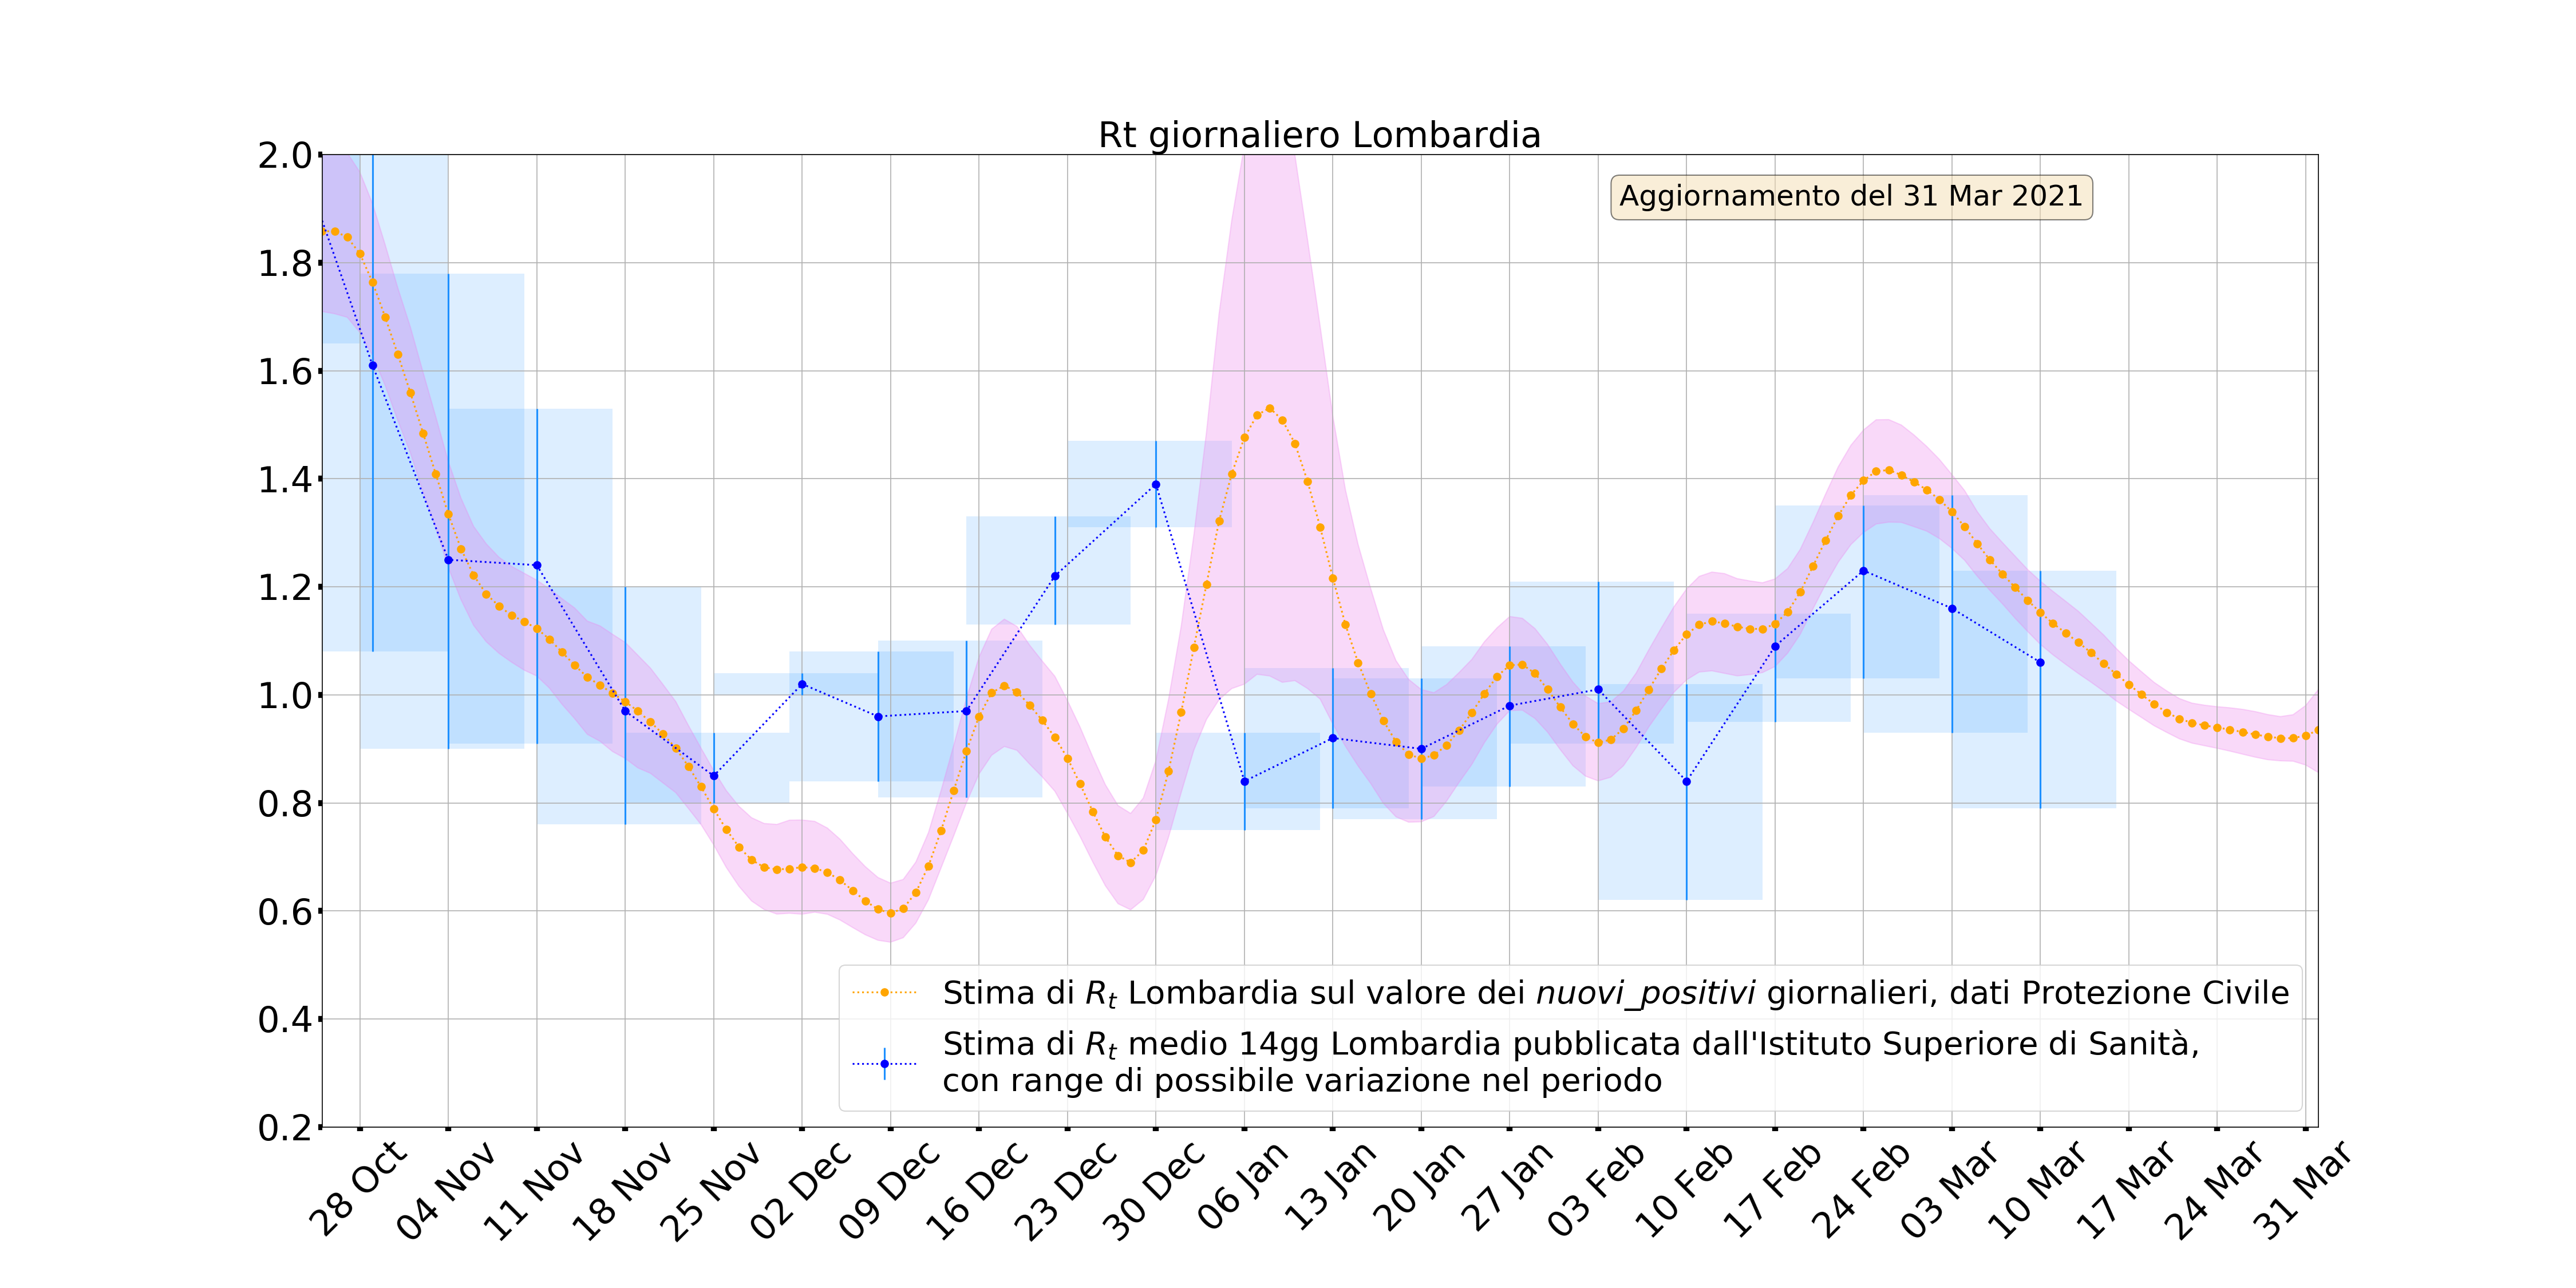 Rt giornaliero Lombardia
Aggiornamento del 31 Mar 2021
2.0
1.8
1.6
1.4
1.2
1.0
0.8
0.6
0.4
0.2
Stima di Rt Lombardia sul valore dei nuovi_positivi giornalieri, dati Protezione Civile
Stima di Rt medio 14gg Lombardia pubblicata dall'Istituto Superiore di Sanità,
con range di possibile variazione nel periodo
28 Oct
04 Nov
11 Nov
18 Nov
25 Nov
02 Dec
09 Dec
16 Dec
23 Dec
30 Dec
06 Jan
13 Jan
20 Jan
27 Jan
03 Feb
10 Feb
17 Feb
24 Feb
03 Mar
10 Mar
17 Mar
24 Mar
31 Mar